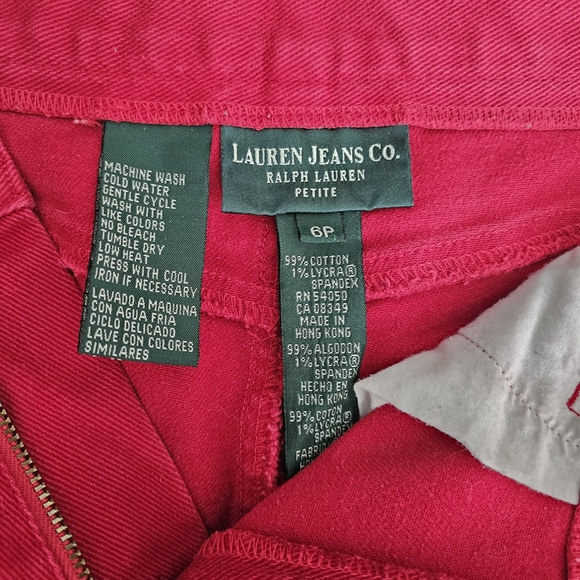 MACHINE WASH
COLD WATER
GENTLE CYCLE
WASH WITH
LIKE COLORS
NO BLEACH
TUMBLE DRY
LOW HEAT
PRESS WITH COOL
IRON IF NECESSARY
LAVADO A MAQUINA
CON AGUA FRIA
CICLO DELICADO
LAVE CON COLORES
SIMILARES
LAUREN JEANS CO.
RALPH LAUREN
PETITE
6P
99% COTTON
1% LYCRA®
SPANDEX
RN 54050
CA 08349
MADE IN
HONG KONG
99% ALGODON
1% LYCRA®
SPANDEX
HECHO EN
HONG KONG
99% COTON
1% LYCRA®
SPANDEX